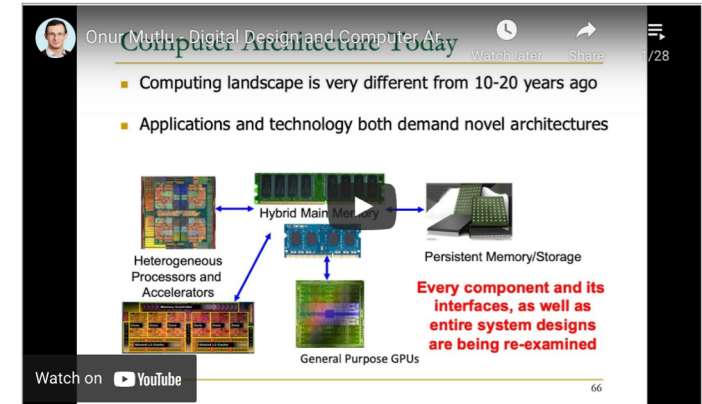 Onur Mutlu - Digital Design and Computer Ar...
Computer Architecture Today
Watch later
Share
1/28
Computing landscape is very different from 10-20 years ago
Applications and technology both demand novel architectures
Hybrid Main Memory
Heterogeneous
Processors and
Accelerators
Persistent Memory/Storage
Every component and its
interfaces, as well as
entire system designs
are being re-examined
General Purpose GPUs
Watch on YouTube
66